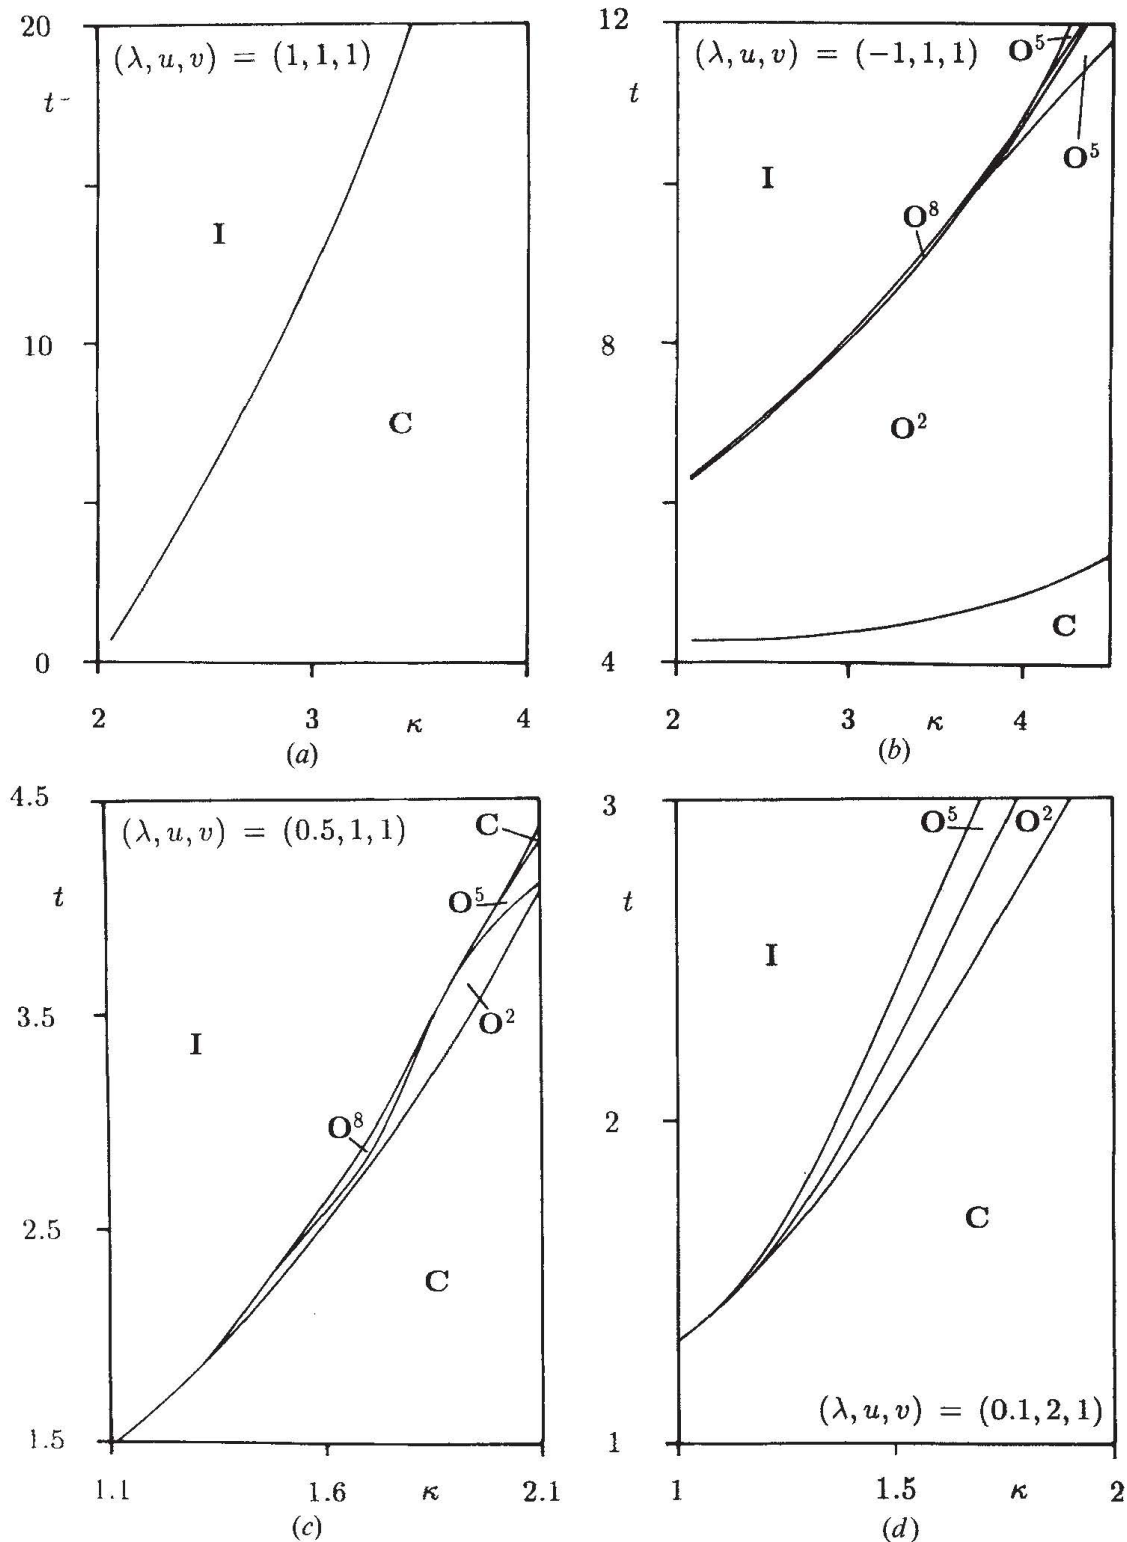 20
(λ, u, v) = (1, 1, 1)
t
I
10
C
0
2
3
κ
4
(a)
12
(λ, u, v) = (−1, 1, 1)
O⁵
t
O⁵
I
O⁸
8
O²
C
4
2
3
κ
4
(b)
4.5
(λ, u, v) = (0.5, 1, 1)
C
t
O⁵
3.5
O²
I
O⁸
2.5
C
1.5
1.1
1.6
κ
2.1
(c)
3
O⁵
O²
t
I
2
C
(λ, u, v) = (0.1, 2, 1)
1
1
1.5
κ
2
(d)